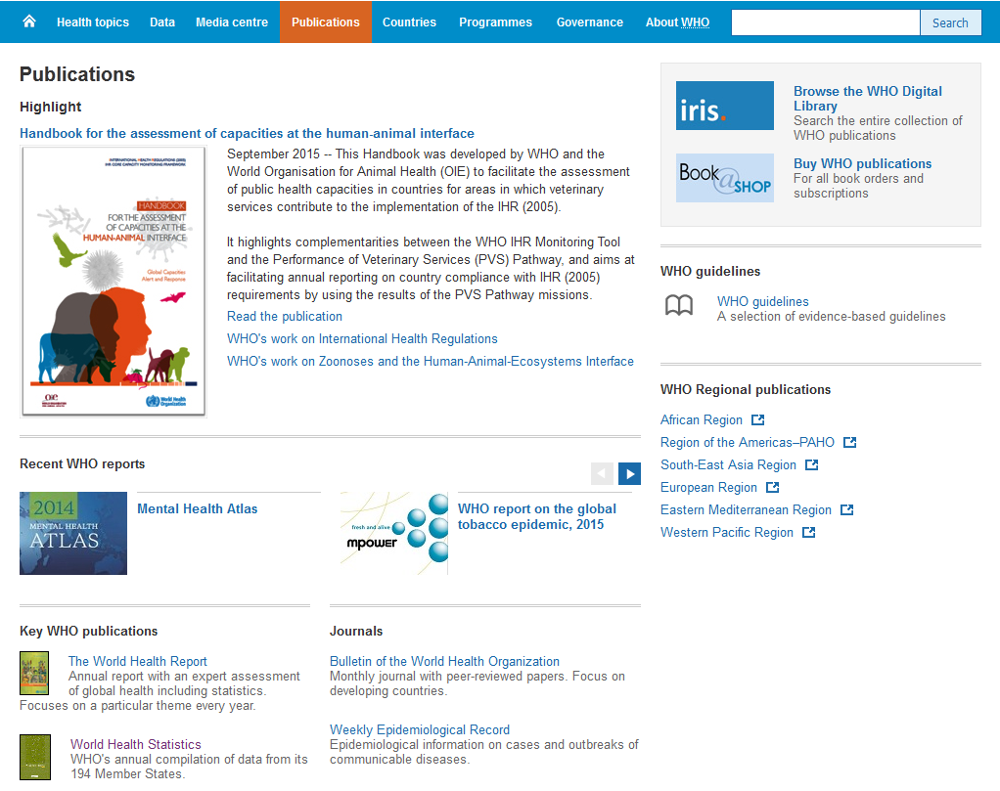 Health topics Data Media centre Publications Countries Programmes Governance About WHO Search
Publications
Highlight
Handbook for the assessment of capacities at the human-animal interface
INTERNATIONAL HEALTH REGULATIONS (2005)
IHR CORE CAPACITY MONITORING FRAMEWORK
HANDBOOK
FOR THE ASSESSMENT
OF CAPACITIES AT THE
HUMAN-ANIMAL INTERFACE
Global Capacities
Alert and Response
World Health
Organization
September 2015 -- This Handbook was developed by WHO and the
World Organisation for Animal Health (OIE) to facilitate the assessment
of public health capacities in countries for areas in which veterinary
services contribute to the implementation of the IHR (2005).
It highlights complementarities between the WHO IHR Monitoring Tool
and the Performance of Veterinary Services (PVS) Pathway, and aims at
facilitating annual reporting on country compliance with IHR (2005)
requirements by using the results of the PVS Pathway missions.
Read the publication
WHO's work on International Health Regulations
WHO's work on Zoonoses and the Human-Animal-Ecosystems Interface
Recent WHO reports
2014
MENTAL HEALTH
ATLAS
Mental Health Atlas
fresh and alive
mpower
WHO report on the global
tobacco epidemic, 2015
Key WHO publications
The World Health Report
Annual report with an expert assessment
of global health including statistics.
Focuses on a particular theme every year.
World Health Statistics
WHO's annual compilation of data from its
194 Member States.
Journals
Bulletin of the World Health Organization
Monthly journal with peer-reviewed papers. Focus on
developing countries.
Weekly Epidemiological Record
Epidemiological information on cases and outbreaks of
communicable diseases.
iris.
Browse the WHO Digital
Library
Search the entire collection of
WHO publications
Book@SHOP
Buy WHO publications
For all book orders and
subscriptions
WHO guidelines
WHO guidelines
A selection of evidence-based guidelines
WHO Regional publications
African Region
Region of the Americas–PAHO
South-East Asia Region
European Region
Eastern Mediterranean Region
Western Pacific Region